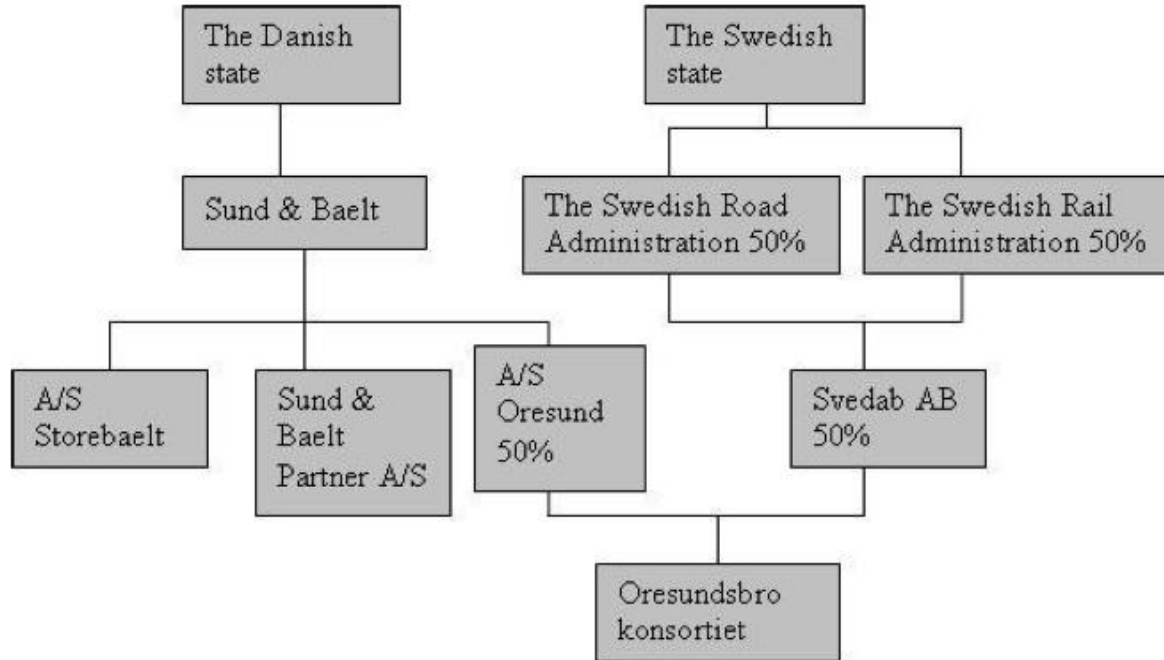 The Danish
state
The Swedish
state
Sund & Baelt
The Swedish Road
Administration 50%
The Swedish Rail
Administration 50%
A/S
Storebaelt
Sund &
Baelt
Partner A/S
A/S
Oresund
50%
Svedab AB
50%
Oresundsbro
konsortiet